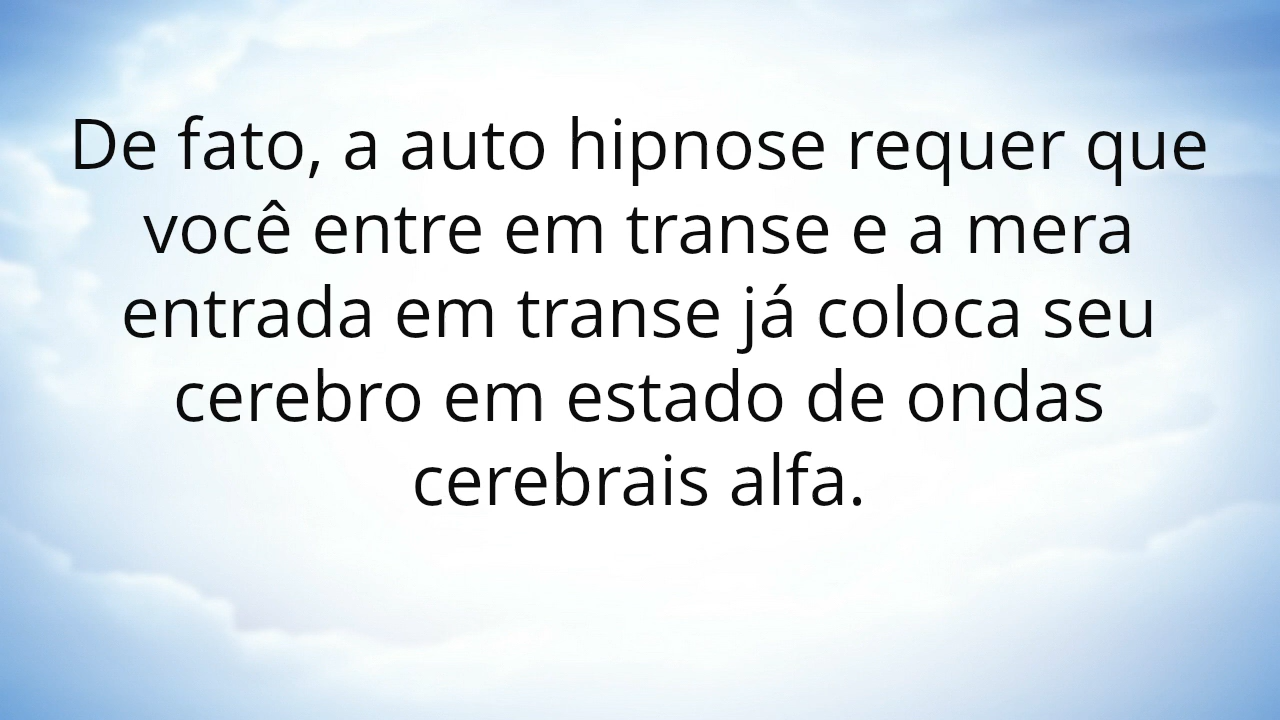 De fato, a auto hipnose requer que
você entre em transe e a mera
entrada em transe já coloca seu
cerebro em estado de ondas
cerebrais alfa.